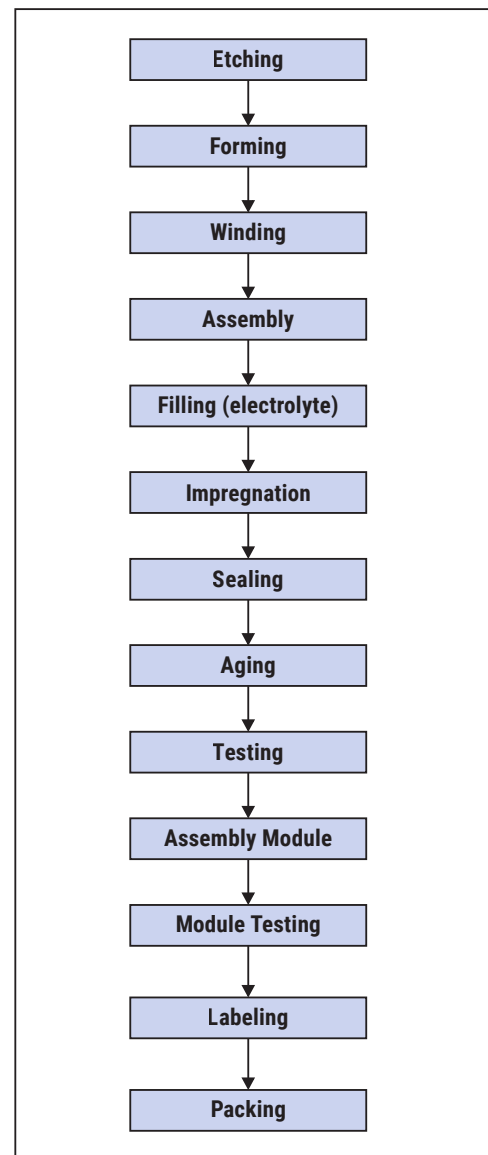 Etching
Forming
Winding
Assembly
Filling (electrolyte)
Impregnation
Sealing
Aging
Testing
Assembly Module
Module Testing
Labeling
Packing